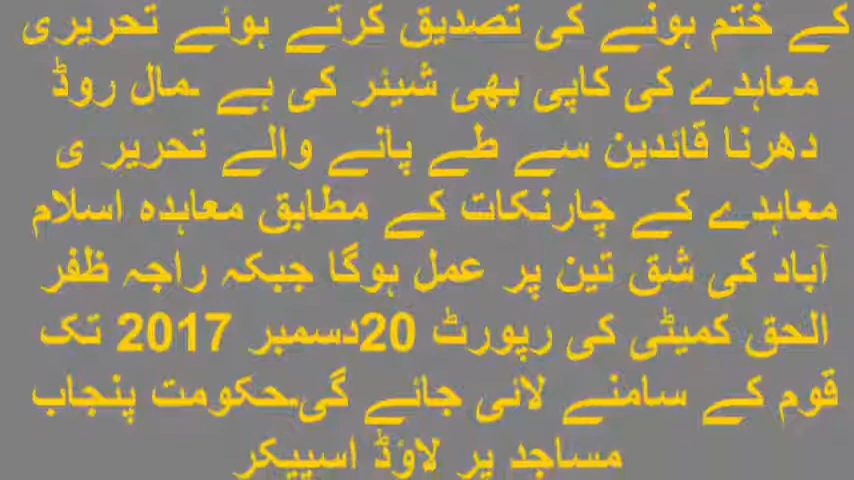 کے ختم ہونے کی تصدیق کرتے ہوئے تحریری
معاہدے کی کاپی بھی شیئر کی ہے ۔مال روڈ
دھرنا قائدین سے طے پانے والے تحریر ی
معاہدے کے چارنکات کے مطابق معاہدہ اسلام
آباد کی شق تین پر عمل ہوگا جبکہ راجہ ظفر
الحق کمیٹی کی رپورٹ 20دسمبر 2017 تک
قوم کے سامنے لائی جائے گی۔حکومت پنجاب
مساجد پر لاؤڈ اسپیکر